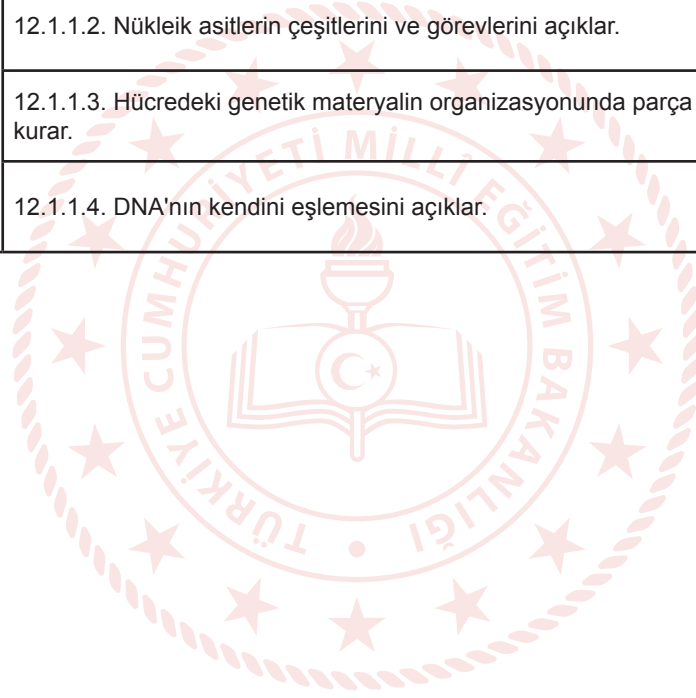 12.1.1.2. Nükleik asitlerin çeşitlerini ve görevlerini açıklar.
12.1.1.3. Hücredeki genetik materyalin organizasyonunda parça
kurar.
12.1.1.4. DNA'nın kendini eşlemesini açıklar.
TÜRKİYE CUMHURİYETİ MİLLÎ EĞİTİM BAKANLIĞI